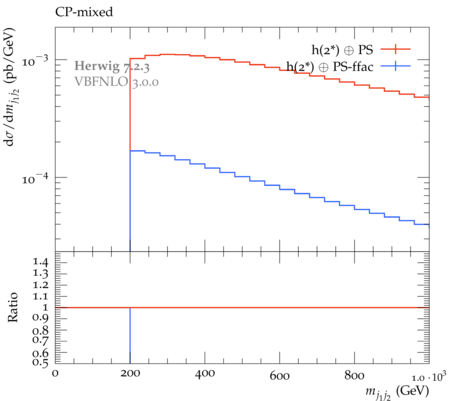 CP-mixed
h(2*) ⊕ PS
h(2*) ⊕ PS-ffac
Herwig 7.2.3
VBFNLO 3.0.0
dσ/dm_{j₁j₂} (pb/GeV)
10⁻³
10⁻⁴
Ratio
1.4
1.3
1.2
1.1
1
0.9
0.8
0.7
0.6
0.5
0 200 400 600 800 1.0 · 10³
m_{j₁j₂} (GeV)